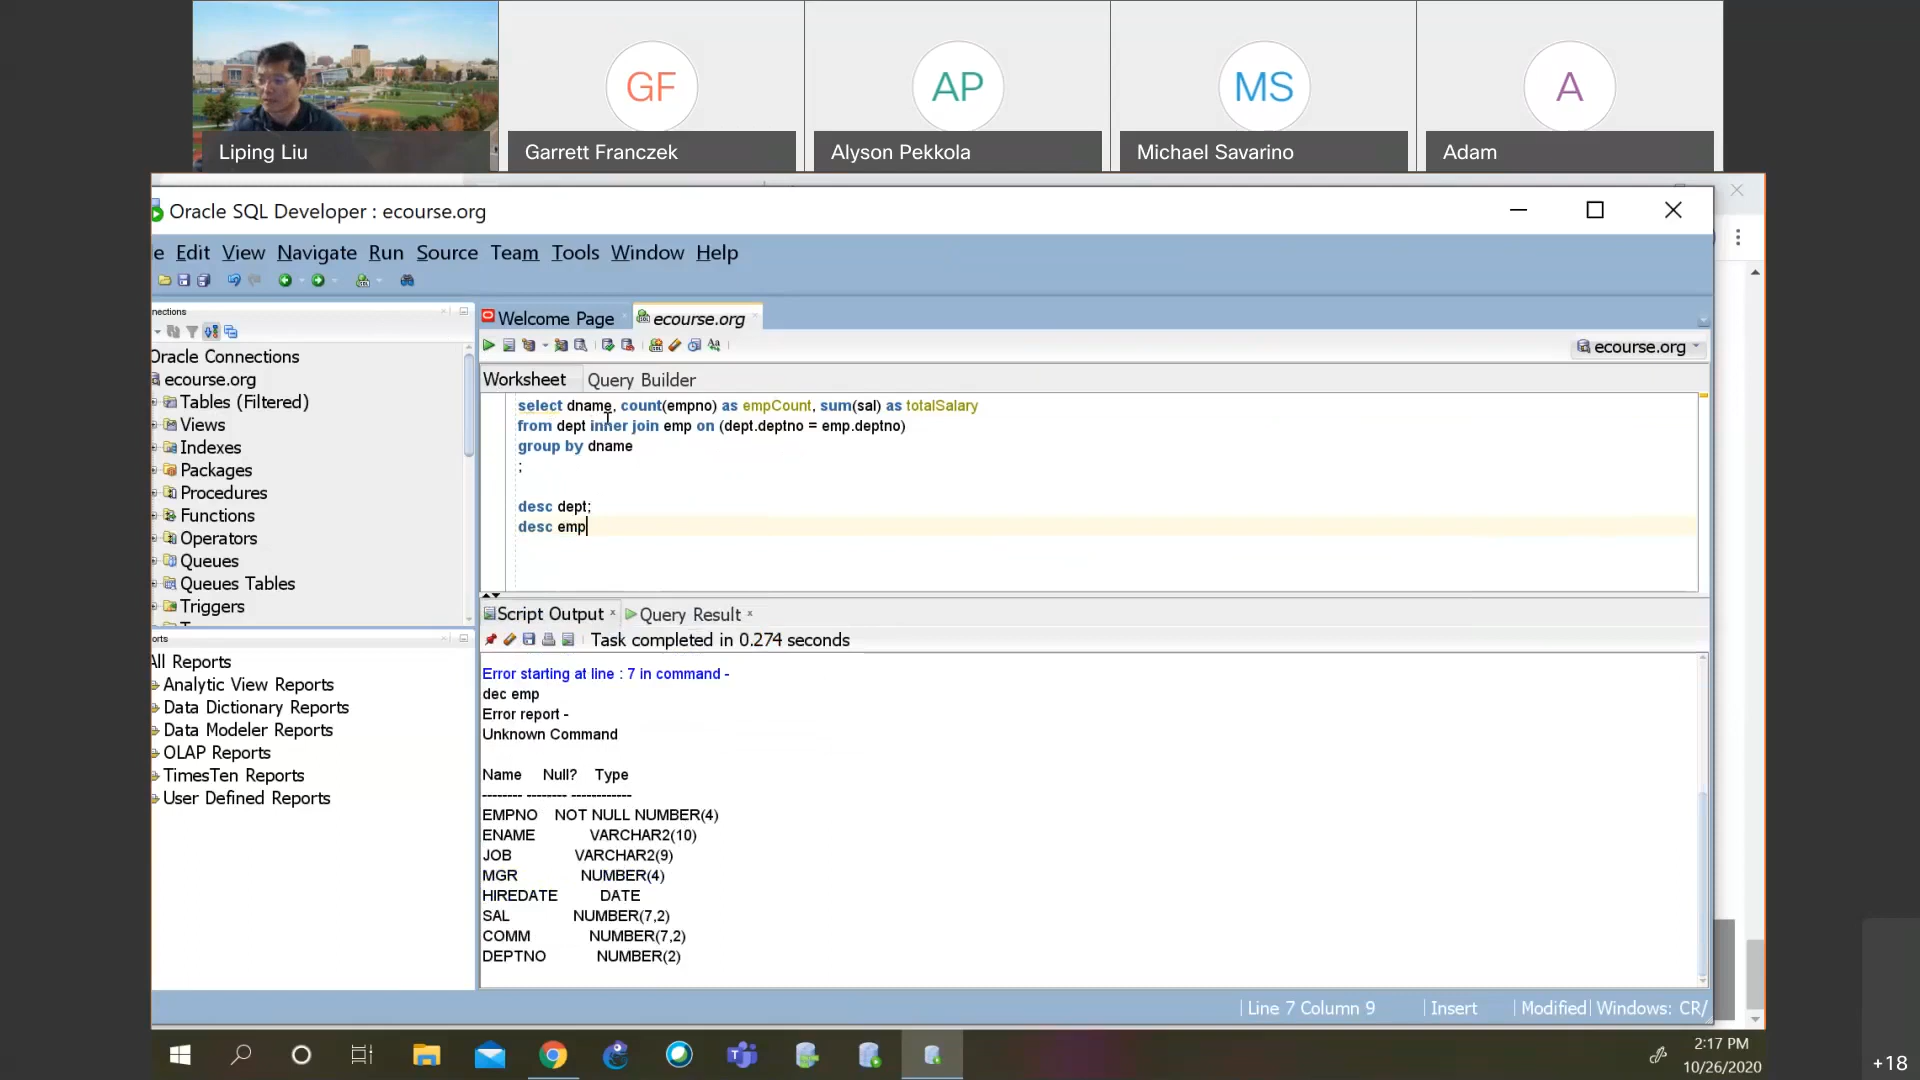 GF
AP
MS
A
Liping Liu
Garrett Franczek
Alyson Pekkola
Michael Savarino
Adam
Oracle SQL Developer : ecourse.org
e Edit View Navigate Run Source Team Tools Window Help
nections
Welcome Page
ecourse.org
ecourse.org
Oracle Connections
ecourse.org
Tables (Filtered)
Views
Indexes
Packages
Procedures
Functions
Operators
Queues
Queues Tables
Triggers
Worksheet
Query Builder
select dname, count(empno) as empCount, sum(sal) as totalSalary
from dept inner join emp on (dept.deptno = emp.deptno)
group by dname
;
desc dept;
desc emp
orts
All Reports
Analytic View Reports
Data Dictionary Reports
Data Modeler Reports
OLAP Reports
TimesTen Reports
User Defined Reports
Script Output
Query Result
Task completed in 0.274 seconds
Error starting at line : 7 in command -
dec emp
Error report -
Unknown Command
Name Null? Type
-------- -------- ------------
EMPNO NOT NULL NUMBER(4)
ENAME VARCHAR2(10)
JOB VARCHAR2(9)
MGR NUMBER(4)
HIREDATE DATE
SAL NUMBER(7,2)
COMM NUMBER(7,2)
DEPTNO NUMBER(2)
Line 7 Column 9
Insert
Modified
Windows: CR/
2:17 PM
10/26/2020
+18